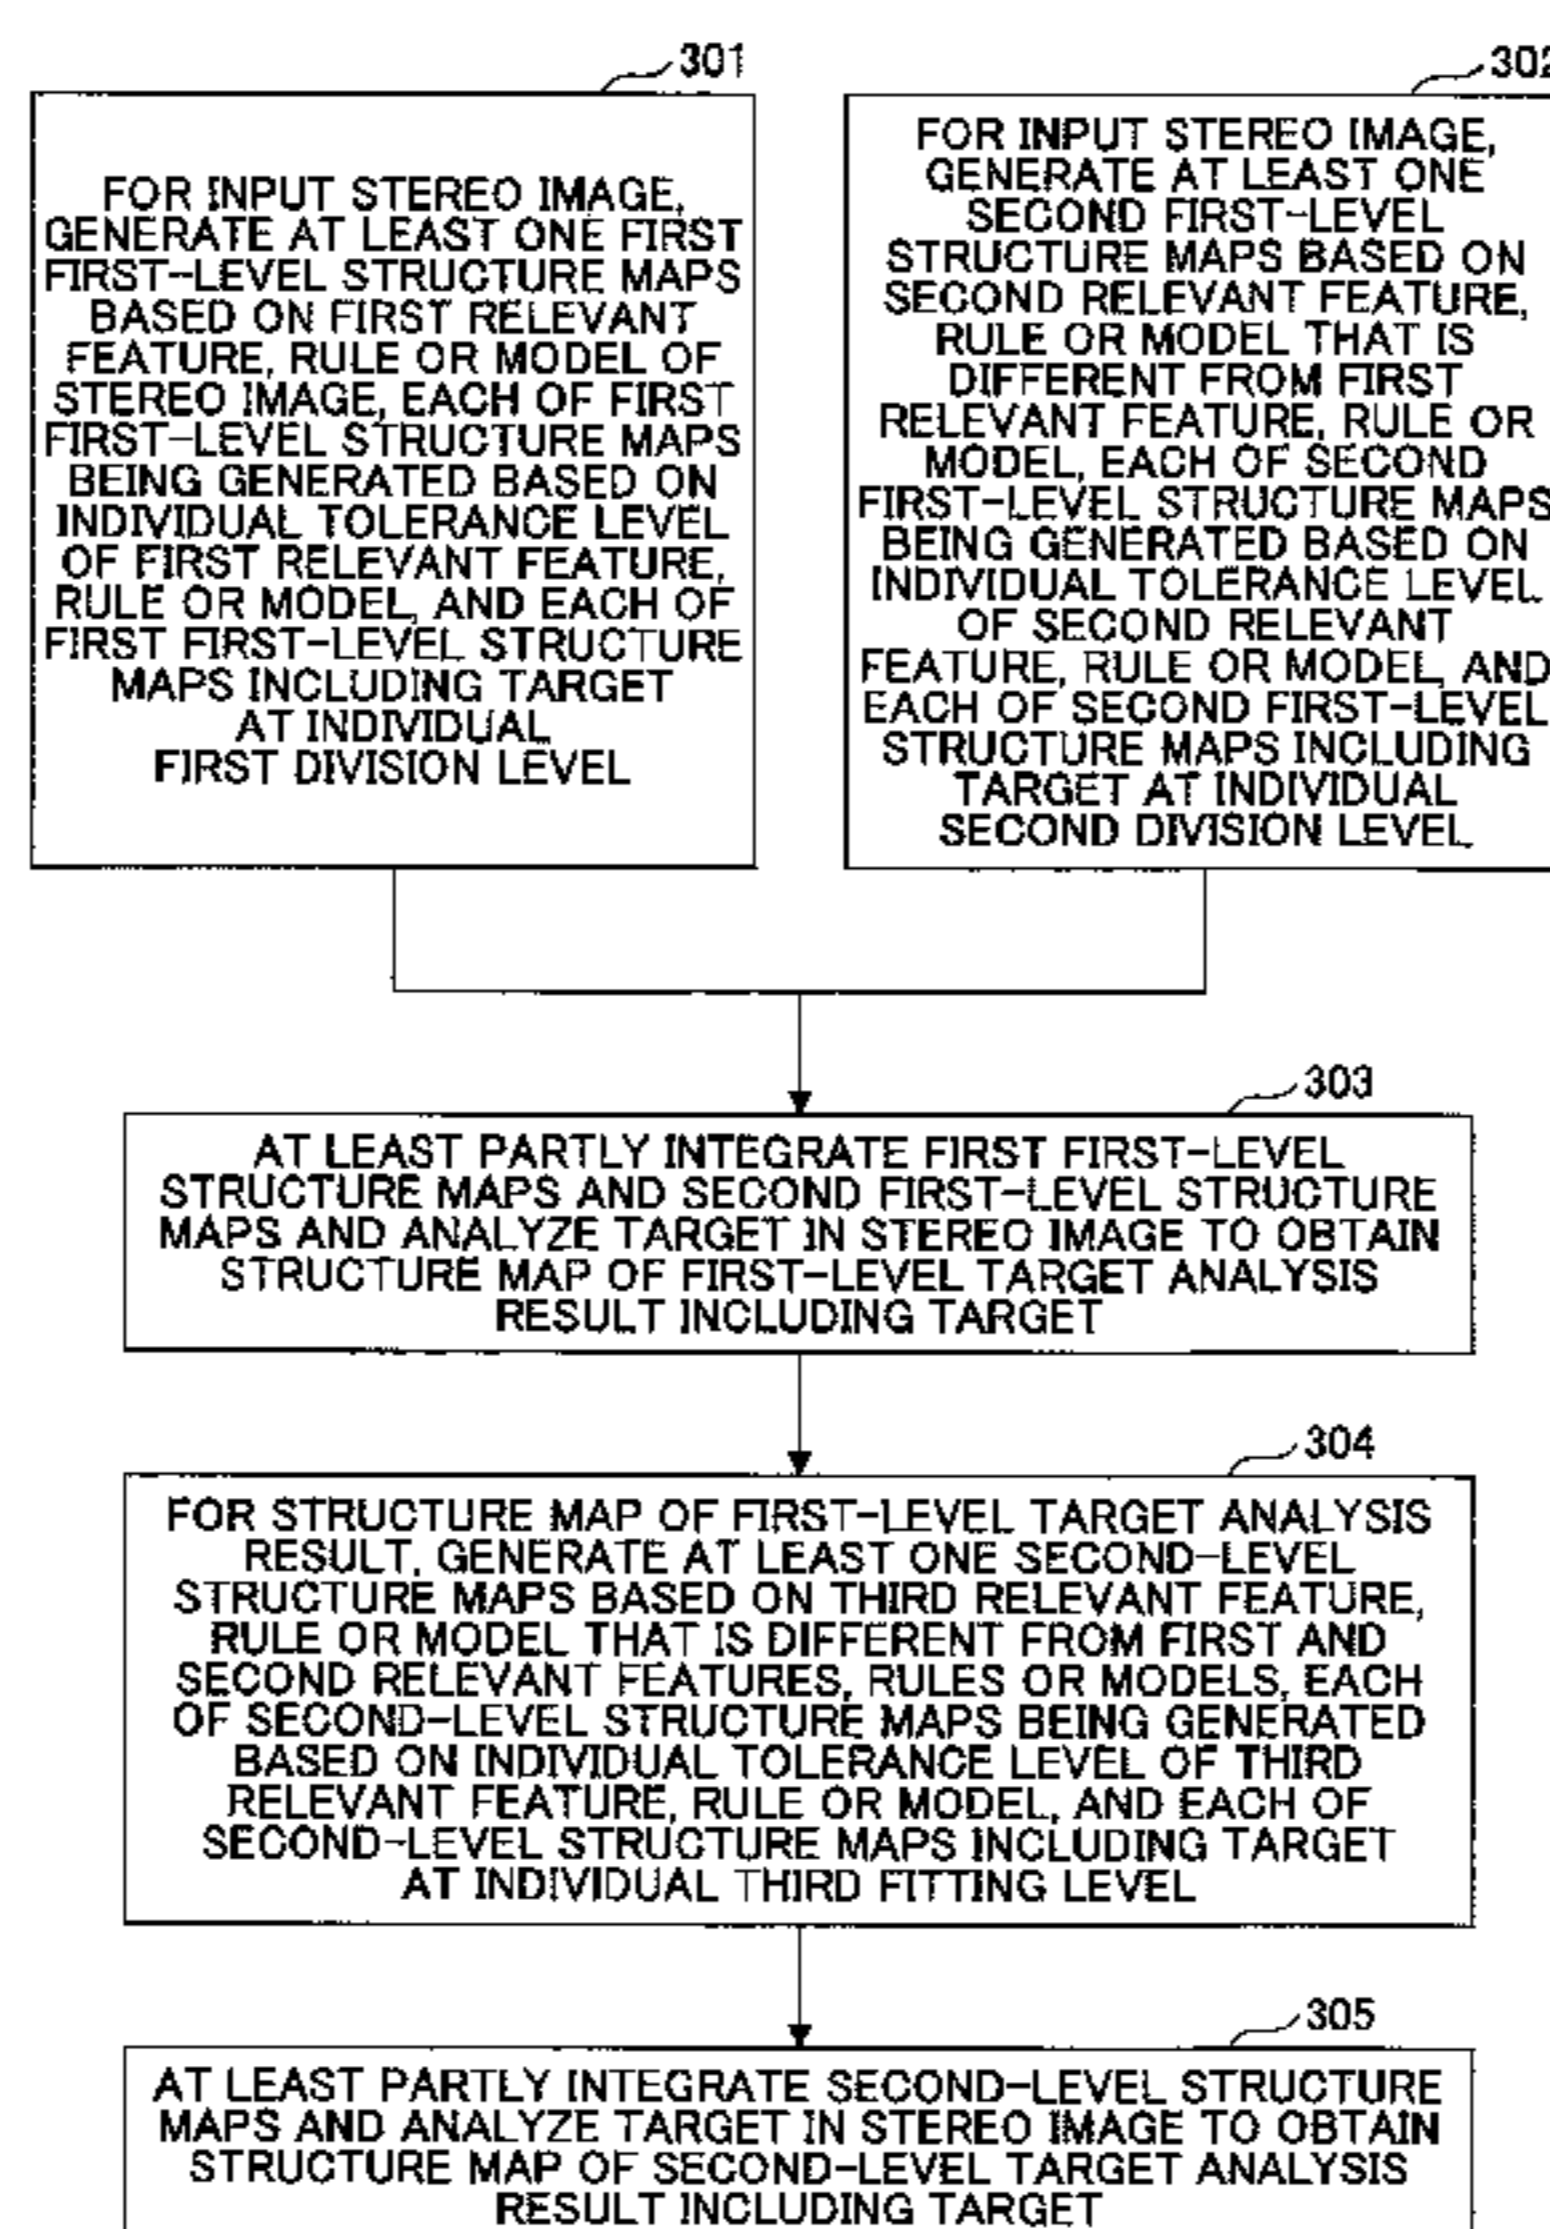 301
FOR INPUT STEREO IMAGE,
GENERATE AT LEAST ONE FIRST
FIRST-LEVEL STRUCTURE MAPS
BASED ON FIRST RELEVANT
FEATURE, RULE OR MODEL OF
STEREO IMAGE, EACH OF FIRST
FIRST-LEVEL STRUCTURE MAPS
BEING GENERATED BASED ON
INDIVIDUAL TOLERANCE LEVEL
OF FIRST RELEVANT FEATURE,
RULE OR MODEL, AND EACH OF
FIRST FIRST-LEVEL STRUCTURE
MAPS INCLUDING TARGET
AT INDIVIDUAL
FIRST DIVISION LEVEL
302
FOR INPUT STEREO IMAGE,
GENERATE AT LEAST ONE
SECOND FIRST-LEVEL
STRUCTURE MAPS BASED ON
SECOND RELEVANT FEATURE,
RULE OR MODEL THAT IS
DIFFERENT FROM FIRST
RELEVANT FEATURE, RULE OR
MODEL, EACH OF SECOND
FIRST-LEVEL STRUCTURE MAPS
BEING GENERATED BASED ON
INDIVIDUAL TOLERANCE LEVEL
OF SECOND RELEVANT
FEATURE, RULE OR MODEL, AND
EACH OF SECOND FIRST-LEVEL
STRUCTURE MAPS INCLUDING
TARGET AT INDIVIDUAL
SECOND DIVISION LEVEL
303
AT LEAST PARTLY INTEGRATE FIRST FIRST-LEVEL
STRUCTURE MAPS AND SECOND FIRST-LEVEL STRUCTURE
MAPS AND ANALYZE TARGET IN STEREO IMAGE TO OBTAIN
STRUCTURE MAP OF FIRST-LEVEL TARGET ANALYSIS
RESULT INCLUDING TARGET
304
FOR STRUCTURE MAP OF FIRST-LEVEL TARGET ANALYSIS
RESULT, GENERATE AT LEAST ONE SECOND-LEVEL
STRUCTURE MAPS BASED ON THIRD RELEVANT FEATURE,
RULE OR MODEL THAT IS DIFFERENT FROM FIRST AND
SECOND RELEVANT FEATURES, RULES OR MODELS, EACH
OF SECOND-LEVEL STRUCTURE MAPS BEING GENERATED
BASED ON INDIVIDUAL TOLERANCE LEVEL OF THIRD
RELEVANT FEATURE, RULE OR MODEL, AND EACH OF
SECOND-LEVEL STRUCTURE MAPS INCLUDING TARGET
AT INDIVIDUAL THIRD FITTING LEVEL
305
AT LEAST PARTLY INTEGRATE SECOND-LEVEL STRUCTURE
MAPS AND ANALYZE TARGET IN STEREO IMAGE TO OBTAIN
STRUCTURE MAP OF SECOND-LEVEL TARGET ANALYSIS
RESULT INCLUDING TARGET